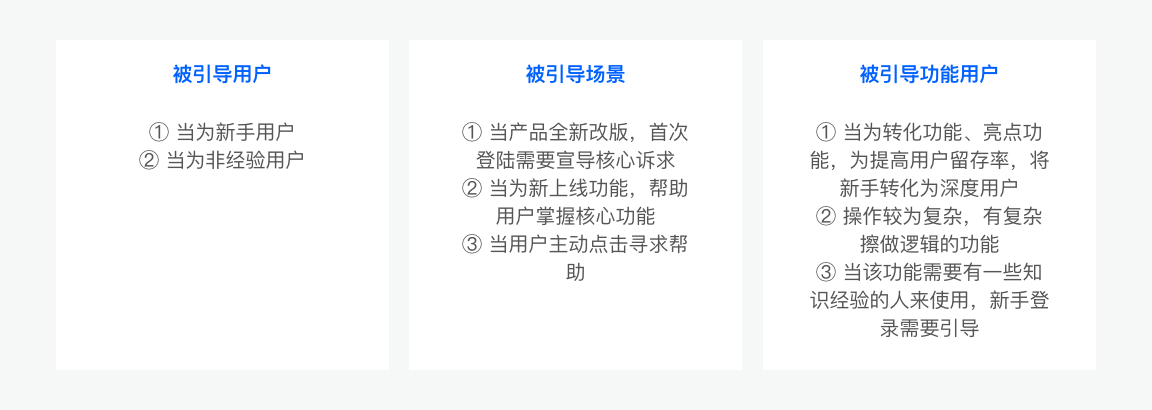 被引导用户
① 当为新手用户
② 当为非经验用户
被引导场景
① 当产品全新改版，首次
登陆需要宣导核心诉求
② 当为新上线功能，帮助
用户掌握核心功能
③ 当用户主动点击寻求帮
助
被引导功能用户
① 当为转化功能、亮点功
能，为提高用户留存率，将
新手转化为深度用户
② 操作较为复杂，有复杂
擦做逻辑的功能
③ 当该功能需要有一些知
识经验的人来使用，新手登
录需要引导